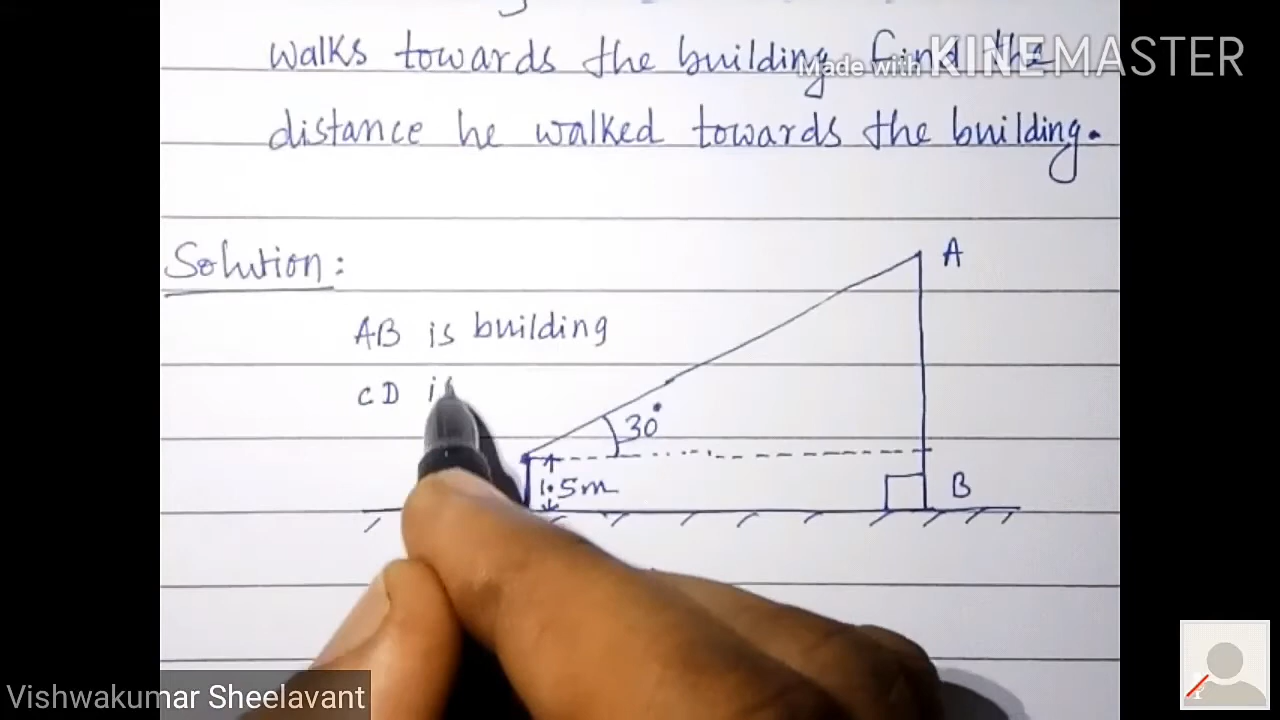 walks towards the building. find the
Made with KINEMASTER
distance he walked towards the building.
Solution:
A
AB is building
CD is
30°
1.5m
B
Vishwakumar Sheelavant